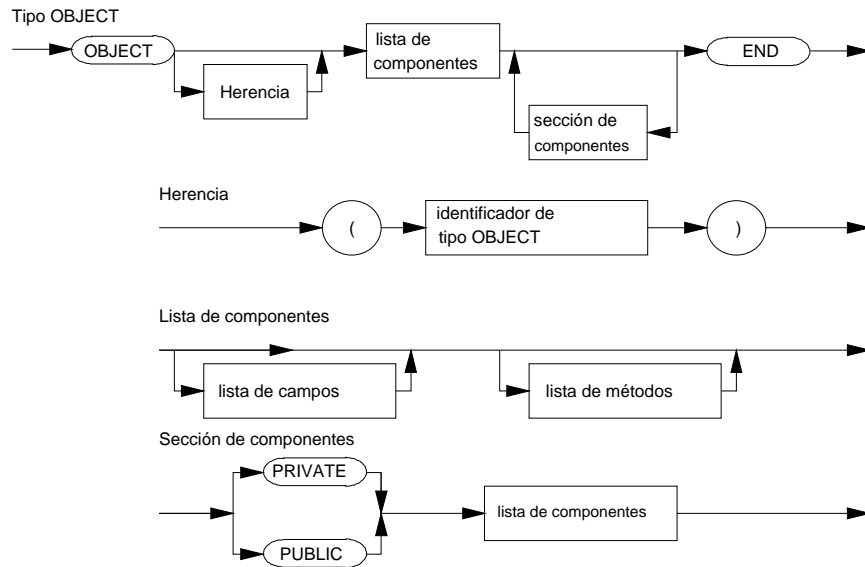 Tipo OBJECT
OBJECT
Herencia
lista de
componentes
sección de
componentes
END
Herencia
(
identificador de
tipo OBJECT
)
Lista de componentes
lista de campos
lista de métodos
Sección de componentes
PRIVATE
PUBLIC
lista de componentes